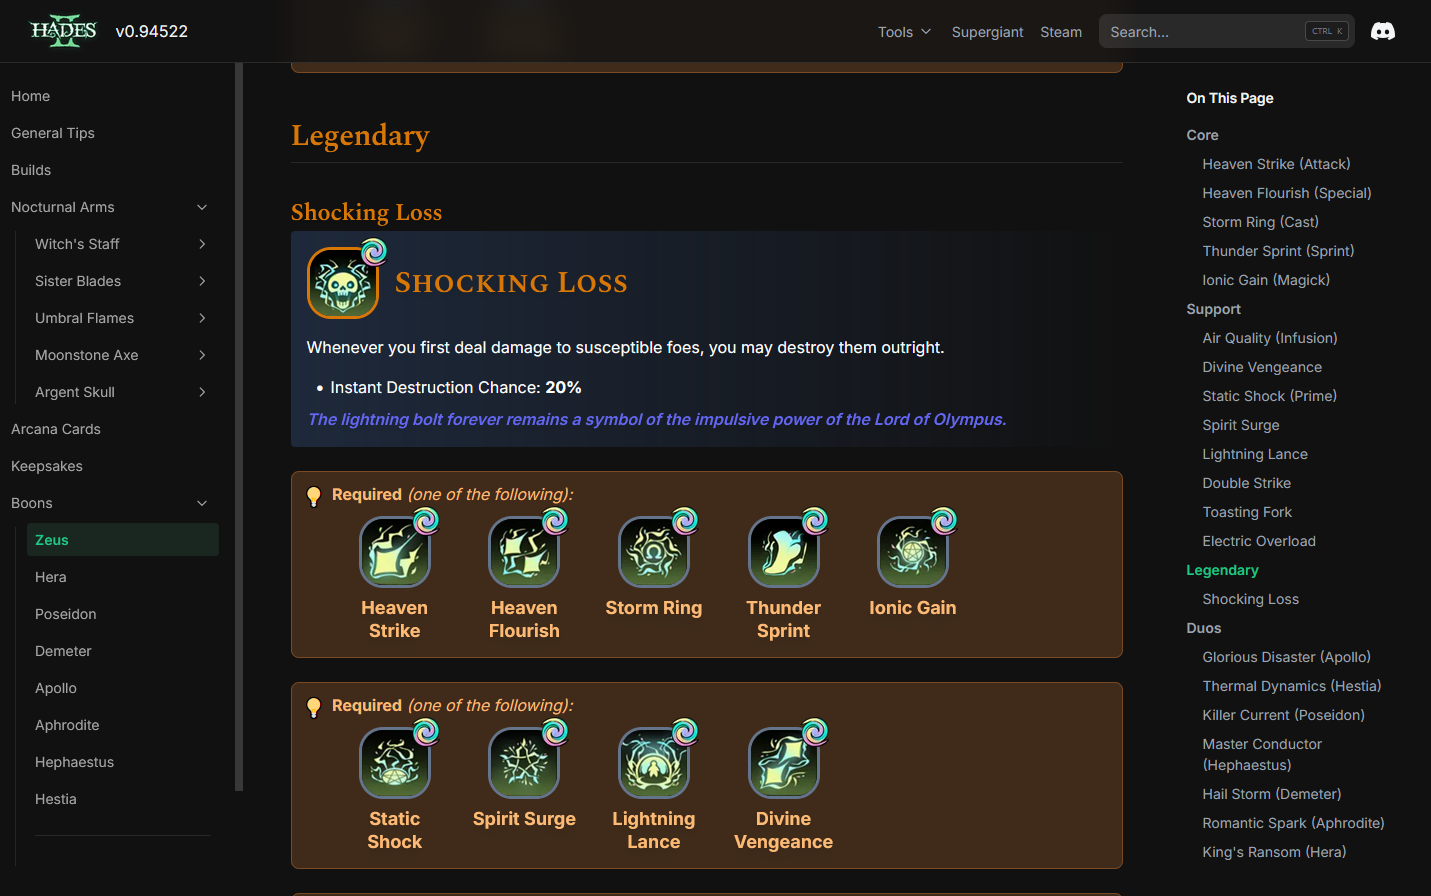 HADES II
v0.94522
Tools
Supergiant
Steam
Search...
CTRL K
Home
General Tips
Builds
Nocturnal Arms
Witch's Staff
Sister Blades
Umbral Flames
Moonstone Axe
Argent Skull
Arcana Cards
Keepsakes
Boons
Zeus
Hera
Poseidon
Demeter
Apollo
Aphrodite
Hephaestus
Hestia
Legendary
Shocking Loss
Shocking Loss
Whenever you first deal damage to susceptible foes, you may destroy them outright.
• Instant Destruction Chance: 20%
The lightning bolt forever remains a symbol of the impulsive power of the Lord of Olympus.
Required (one of the following):
Heaven
Strike
Heaven
Flourish
Storm Ring
Thunder
Sprint
Ionic Gain
Required (one of the following):
Static
Shock
Spirit Surge
Lightning
Lance
Divine
Vengeance
On This Page
Core
Heaven Strike (Attack)
Heaven Flourish (Special)
Storm Ring (Cast)
Thunder Sprint (Sprint)
Ionic Gain (Magick)
Support
Air Quality (Infusion)
Divine Vengeance
Static Shock (Prime)
Spirit Surge
Lightning Lance
Double Strike
Toasting Fork
Electric Overload
Legendary
Shocking Loss
Duos
Glorious Disaster (Apollo)
Thermal Dynamics (Hestia)
Killer Current (Poseidon)
Master Conductor
(Hephaestus)
Hail Storm (Demeter)
Romantic Spark (Aphrodite)
King's Ransom (Hera)